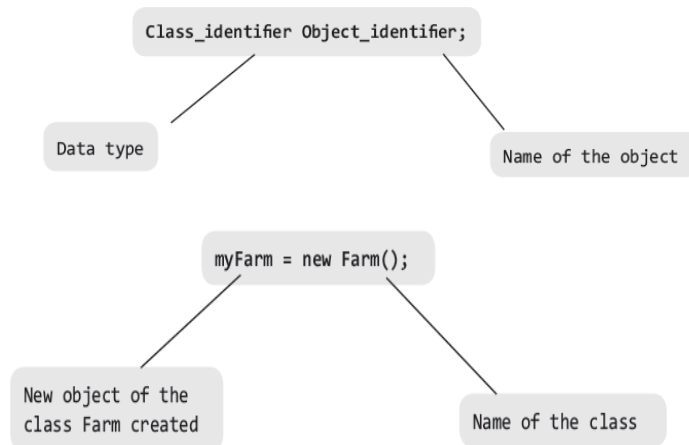 Class_identifier Object_identifier;
Data type
Name of the object
myFarm = new Farm();
New object of the
class Farm created
Name of the class